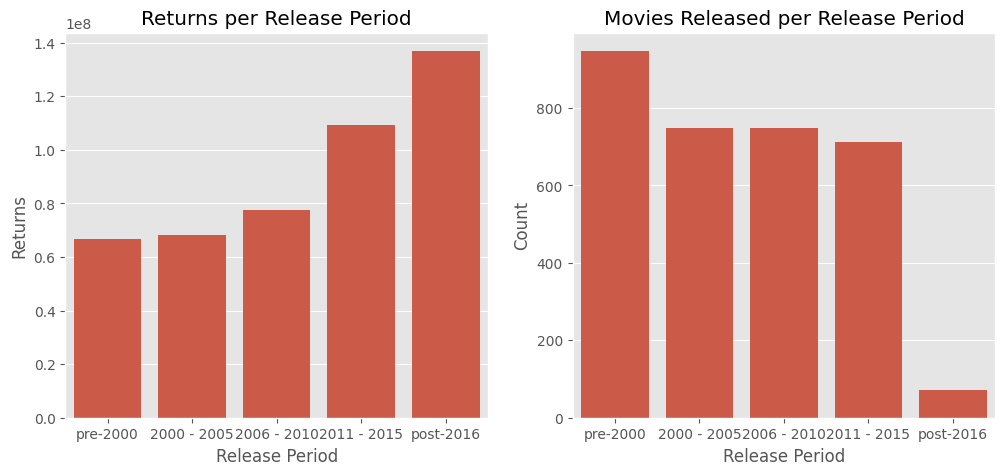 Returns per Release Period
1e8
1.4
1.2
1.0
0.8
0.6
0.4
0.2
0.0
Returns
pre-2000 2000 - 2005 2006 - 2010 2011 - 2015 post-2016
Release Period
Movies Released per Release Period
800
600
400
200
0
Count
pre-2000 2000 - 2005 2006 - 2010 2011 - 2015 post-2016
Release Period